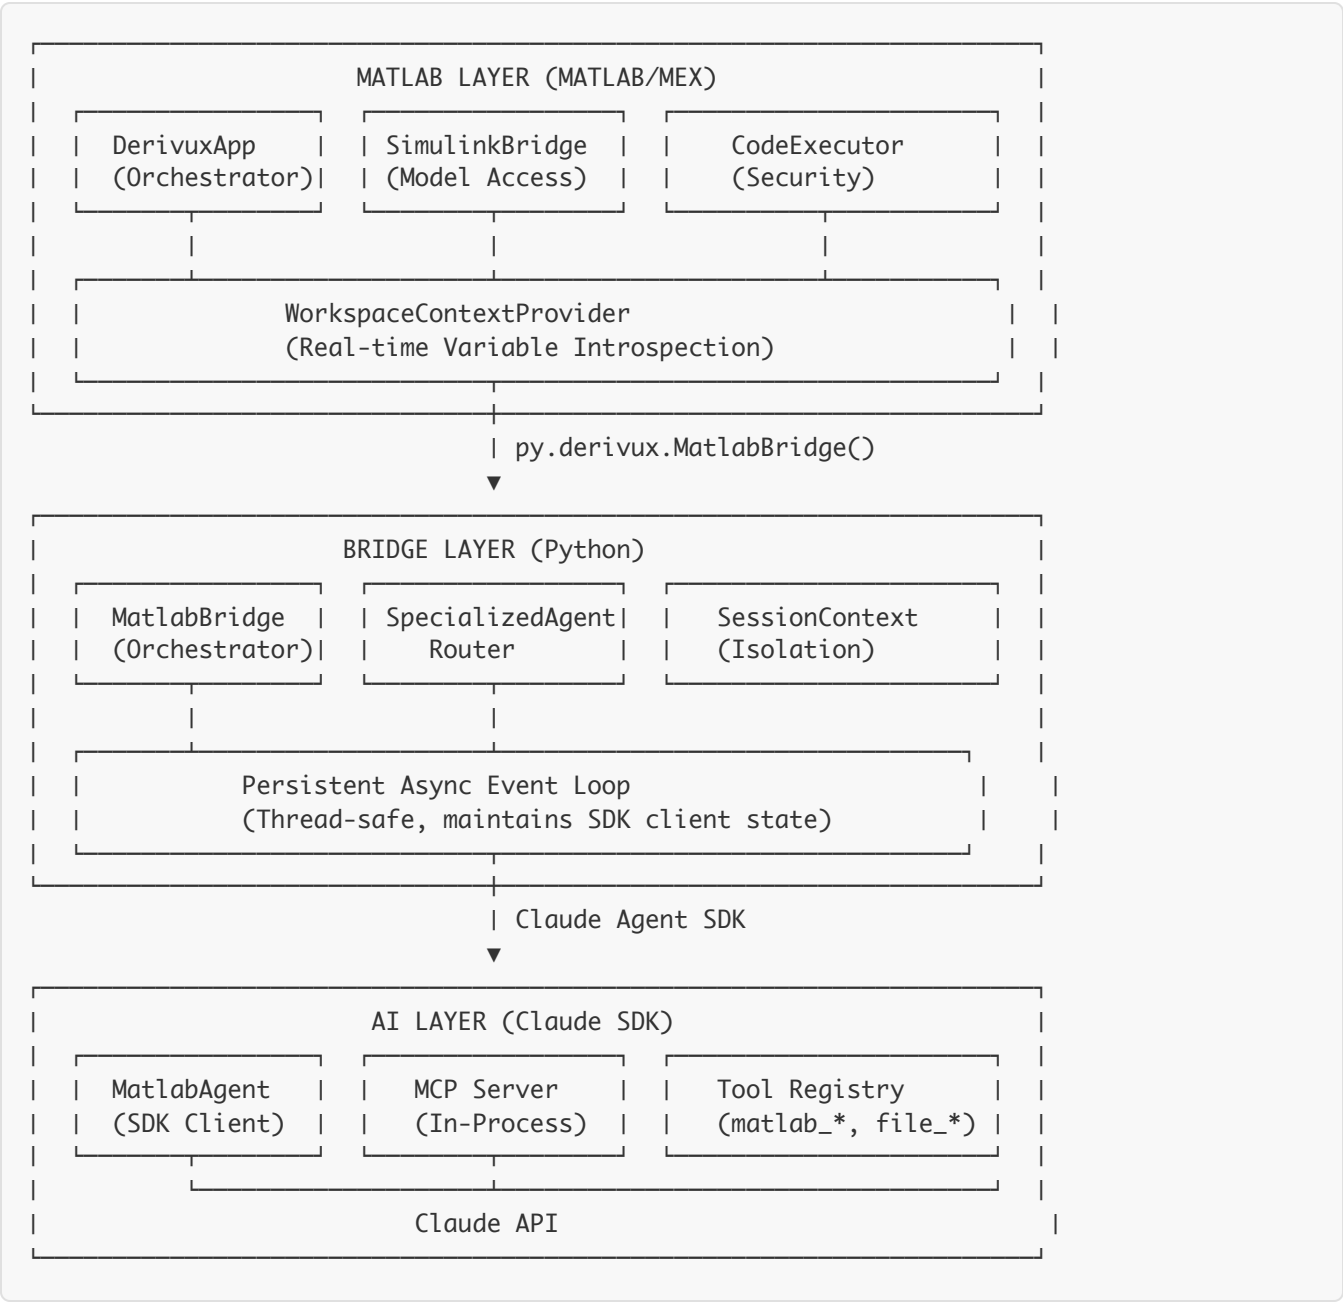 MATLAB LAYER (MATLAB/MEX)
DerivuxApp SimulinkBridge CodeExecutor
(Orchestrator) (Model Access) (Security)
WorkspaceContextProvider
(Real-time Variable Introspection)
py.derivux.MatlabBridge()
BRIDGE LAYER (Python)
MatlabBridge SpecializedAgent SessionContext
(Orchestrator) Router (Isolation)
Persistent Async Event Loop
(Thread-safe, maintains SDK client state)
Claude Agent SDK
AI LAYER (Claude SDK)
MatlabAgent MCP Server Tool Registry
(SDK Client) (In-Process) (matlab_*, file_*)
Claude API